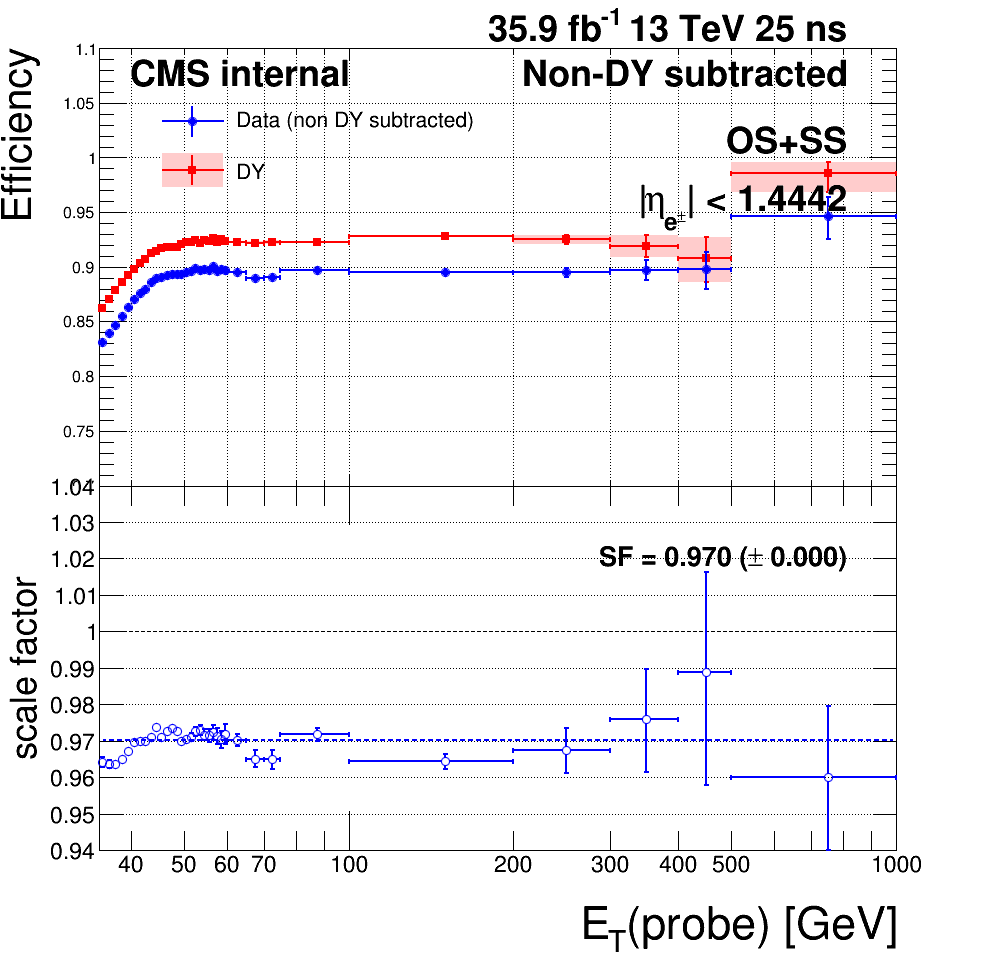 35.9 fb⁻¹ 13 TeV 25 ns
CMS internal
Non-DY subtracted
Data (non DY subtracted)
DY
OS+SS
|η_e±| < 1.4442
Efficiency
1.1
1.05
1
0.95
0.9
0.85
0.8
0.75
1.04
1.03
1.02
1.01
1
0.99
0.98
0.97
0.96
0.95
0.94
scale factor
SF = 0.970 (± 0.000)
40 50 60 70 100 200 300 400 500 1000
E_T(probe) [GeV]